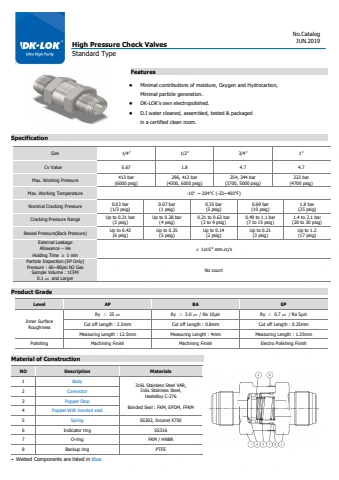 No.Catalog
JUN.2019
DK-LOK®
Ultra High Purity
High Pressure Check Valves
Standard Type
Features
● Minimal contributions of moisture, Oxygen and Hydrocarbon,
Minimal particle generation.
● DK-LOK's own electropolished.
● D.I water cleaned, assembled, tested & packaged
in a certified clean room.
Specification
Size 1/4" 1/2" 3/4" 1"
Cv Value 0.67 1.8 4.7 4.7
Max. Working Pressure 413 bar (6000 psig) 296, 413 bar (4300, 6000 psig) 254, 344 bar (3700, 5000 psig) 323 bar (4700 psig)
Max. Working Temperature -10° ~ 204°C (-23~400°F)
Nominal Cracking Pressure 0.03 bar (1/3 psig) 0.07 bar (1 psig) 0.35 bar (5 psig) 0.69 bar (10 psig) 1.8 bar (25 psig)
Cracking Pressure Range Up to 0.21 bar (3 psig) Up to 0.28 bar (4 psig) 0.21 to 0.63 bar (3 to 9 psig) 0.49 to 1.1 bar (7 to 15 psig) 1.4 to 2.1 bar (20 to 30 psig)
Reseal Pressure(Back Pressure) Up to 0.42 (6 psig) Up to 0.35 (5 psig) Up to 0.14 (2 psig) Up to 0.21 (3 psig) Up to 1.2 (17 psig)
External Leakage
Allowance – He
Holding Time ≥ 1 min
Particle Inspection (EP Only)
Pressure : 60~40psi N2 Gas
Sample Volume : 1CFM
0.1 ㎛ and Larger
No count
Product Grade
Level AP BA EP
Inner Surface Roughness
Ry ≤ 25 ㎛ Ry ≤ 3.0 ㎛ / Ra 10μin Ry ≤ 0.7 ㎛ / Ra 5μin
Cut off Length : 2.5mm Cut off Length : 0.8mm Cut off Length : 0.25mm
Measuring Length : 12.5mm Measuring Length : 4mm Measuring Length : 1.25mm
Polishing Machining Finish Machining Finish Electro Polishing Finish
Material of Construction
NO Description Materials
1 Body
2 Connector
3 Poppet Stop
4 Poppet With bonded seal
316L Stainless Steel VAR,
316L Stainless Steel,
Hastelloy C-276
Bonded Seal : FKM, EPDM, FFKM
5 Spring SS302, Inconel X750
6 Indicator ring SS316
7 O-ring FKM / HNBR
8 Backup ring PTFE
• Wetted Components are listed in blue